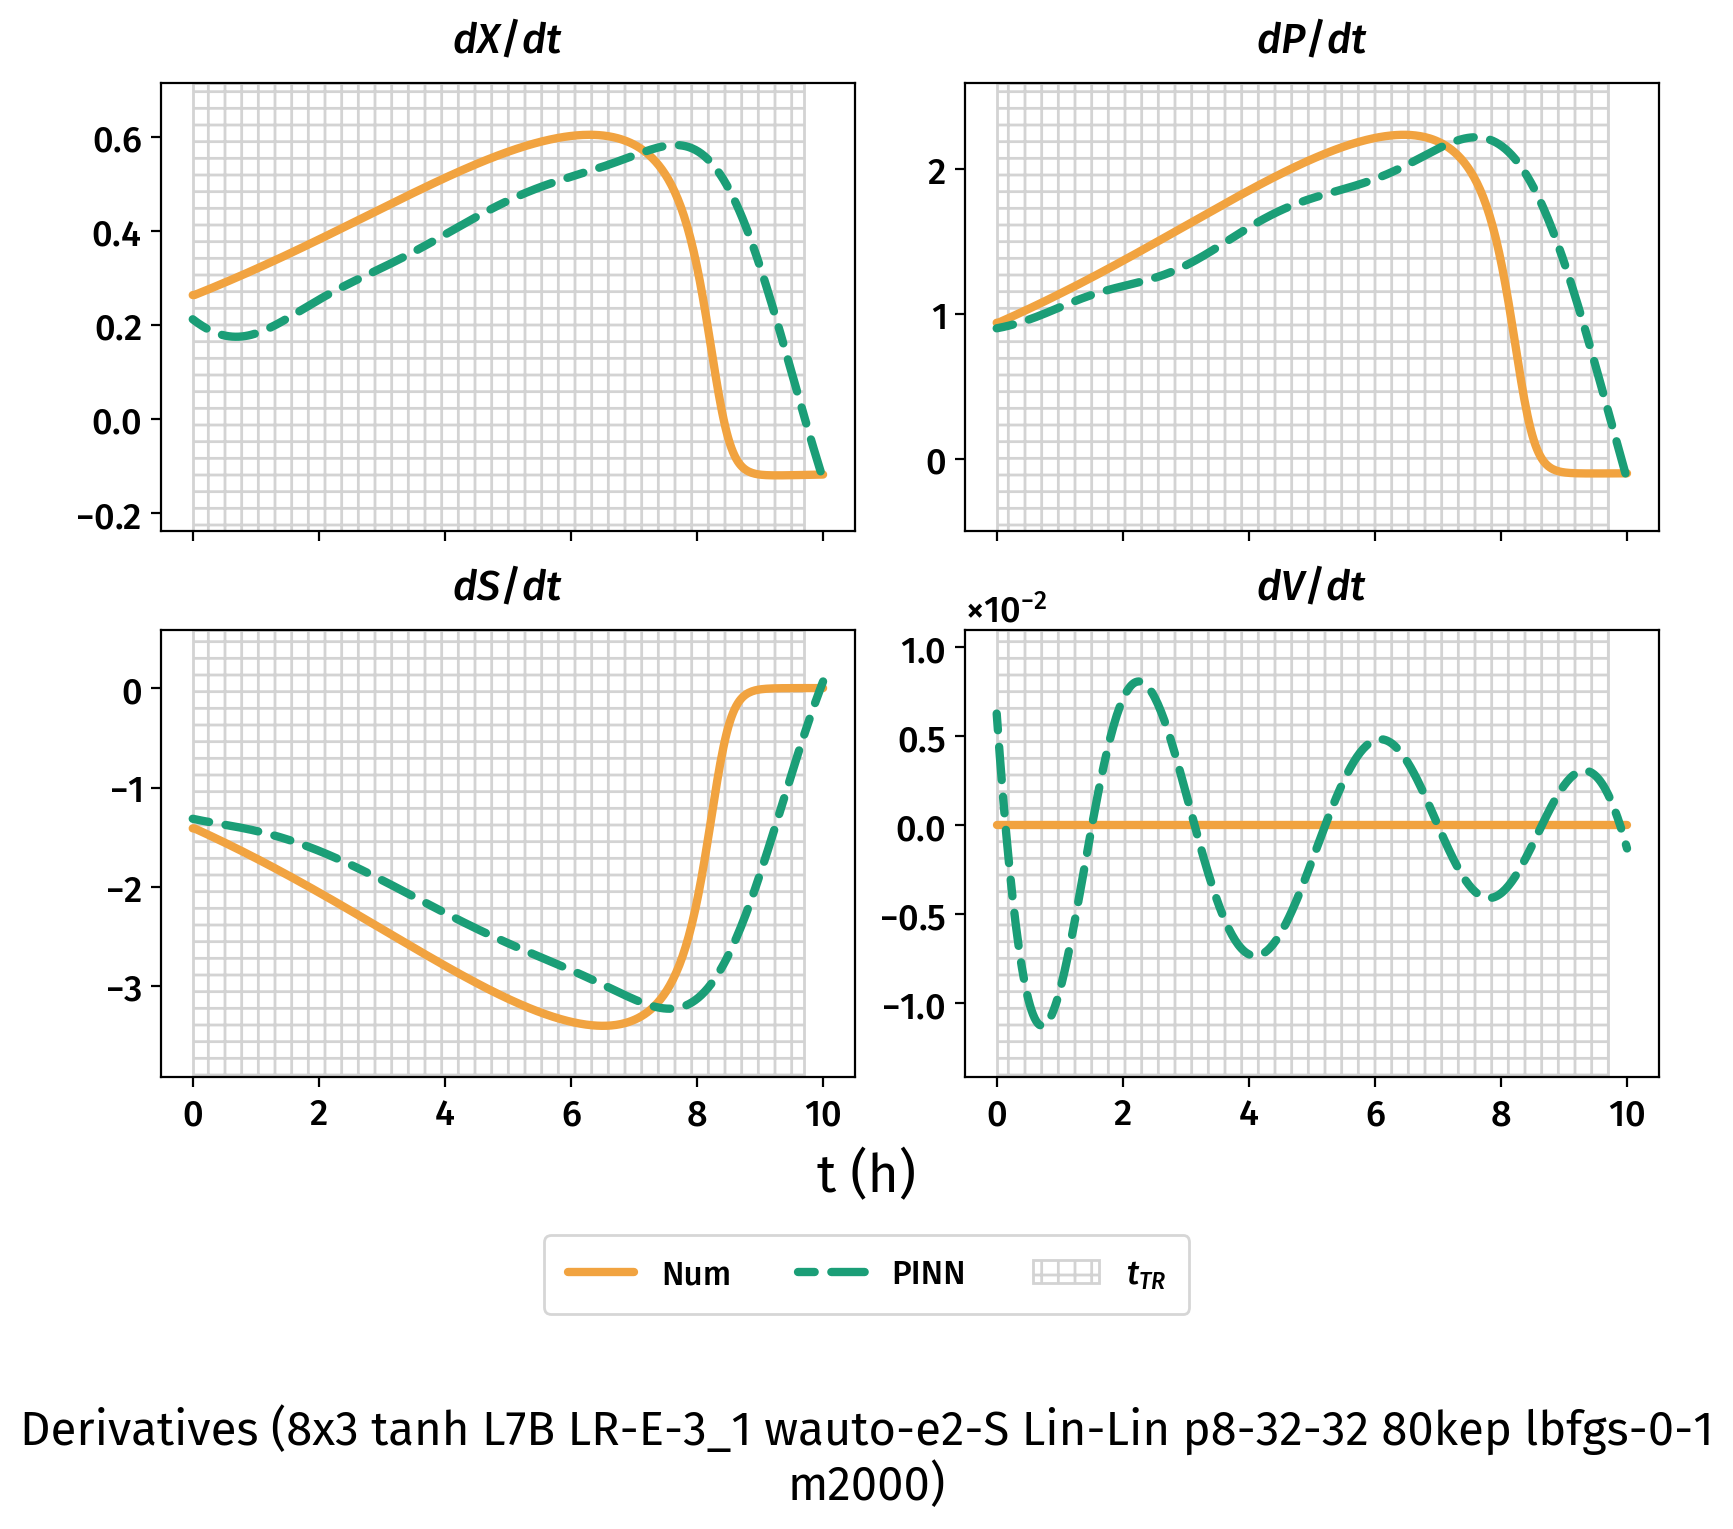 dX/dt
dP/dt
0.6
0.4
0.2
0.0
−0.2
2
1
0
dS/dt
dV/dt
×10⁻²
0
−1
−2
−3
1.0
0.5
0.0
−0.5
−1.0
0 2 4 6 8 10
0 2 4 6 8 10
t (h)
Num PINN t_TR
Derivatives (8x3 tanh L7B LR-E-3_1 wauto-e2-S Lin-Lin p8-32-32 80kep lbfgs-0-1
m2000)